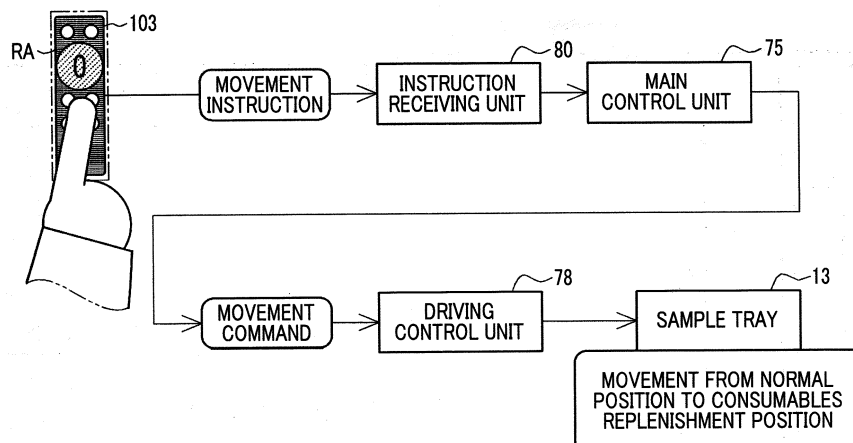 103
RA
0
MOVEMENT
INSTRUCTION
80
INSTRUCTION
RECEIVING UNIT
75
MAIN
CONTROL UNIT
MOVEMENT
COMMAND
78
DRIVING
CONTROL UNIT
13
SAMPLE TRAY
MOVEMENT FROM NORMAL
POSITION TO CONSUMABLES
REPLENISHMENT POSITION